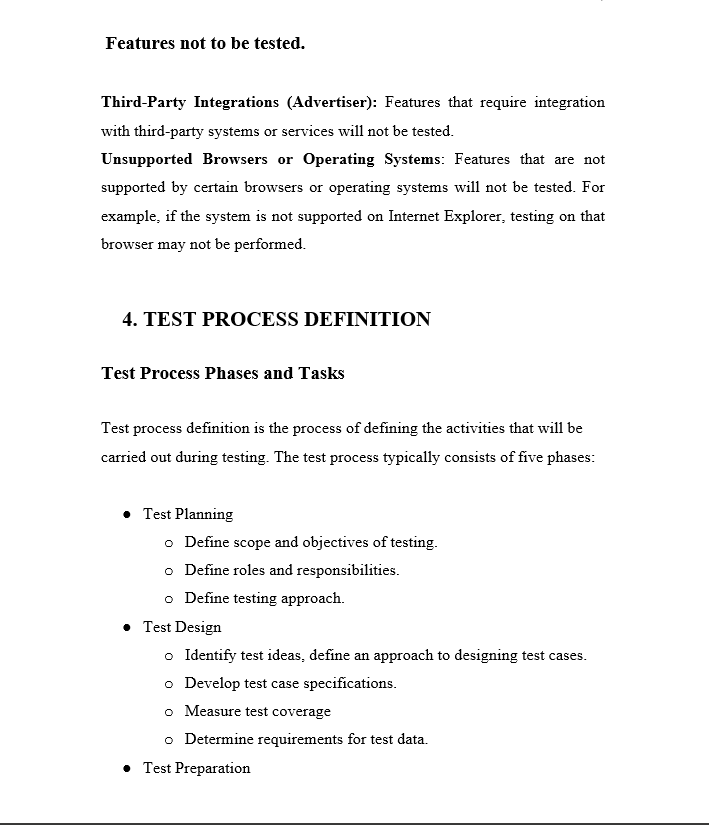 Features not to be tested.
Third-Party Integrations (Advertiser): Features that require integration
with third-party systems or services will not be tested.
Unsupported Browsers or Operating Systems: Features that are not
supported by certain browsers or operating systems will not be tested. For
example, if the system is not supported on Internet Explorer, testing on that
browser may not be performed.
4. TEST PROCESS DEFINITION
Test Process Phases and Tasks
Test process definition is the process of defining the activities that will be
carried out during testing. The test process typically consists of five phases:
● Test Planning
o Define scope and objectives of testing.
o Define roles and responsibilities.
o Define testing approach.
● Test Design
o Identify test ideas, define an approach to designing test cases.
o Develop test case specifications.
o Measure test coverage
o Determine requirements for test data.
● Test Preparation